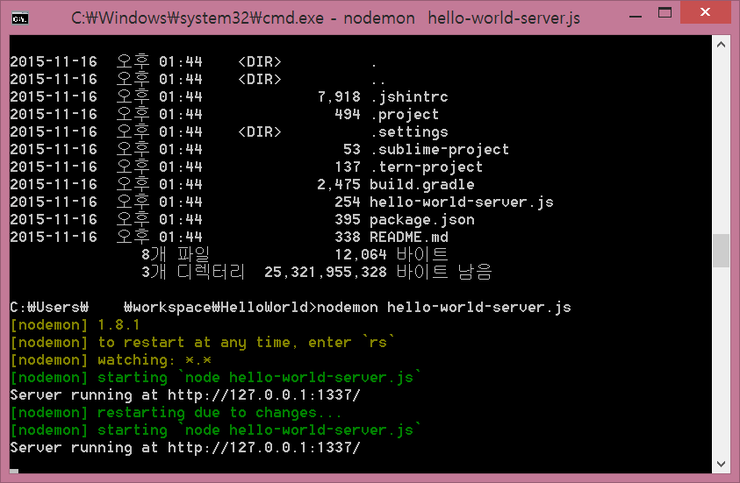 C:₩Windows₩system32₩cmd.exe - nodemon  hello-world-server.js
2015-11-16  오후 01:44    <DIR>          .
2015-11-16  오후 01:44    <DIR>          ..
2015-11-16  오후 01:44             7,918 .jshintrc
2015-11-16  오후 01:44               494 .project
2015-11-16  오후 01:44    <DIR>          .settings
2015-11-16  오후 01:44                53 .sublime-project
2015-11-16  오후 01:44               137 .tern-project
2015-11-16  오후 01:44             2,475 build.gradle
2015-11-16  오후 01:44               254 hello-world-server.js
2015-11-16  오후 01:44               395 package.json
2015-11-16  오후 01:44               338 README.md
8개 파일              12,064 바이트
3개 디렉터리  25,321,955,328 바이트 남음
C:₩Users₩    ₩workspace₩HelloWorld>nodemon hello-world-server.js
[nodemon] 1.8.1
[nodemon] to restart at any time, enter `rs`
[nodemon] watching: *.*
[nodemon] starting `node hello-world-server.js`
Server running at http://127.0.0.1:1337/
[nodemon] restarting due to changes...
[nodemon] starting `node hello-world-server.js`
Server running at http://127.0.0.1:1337/